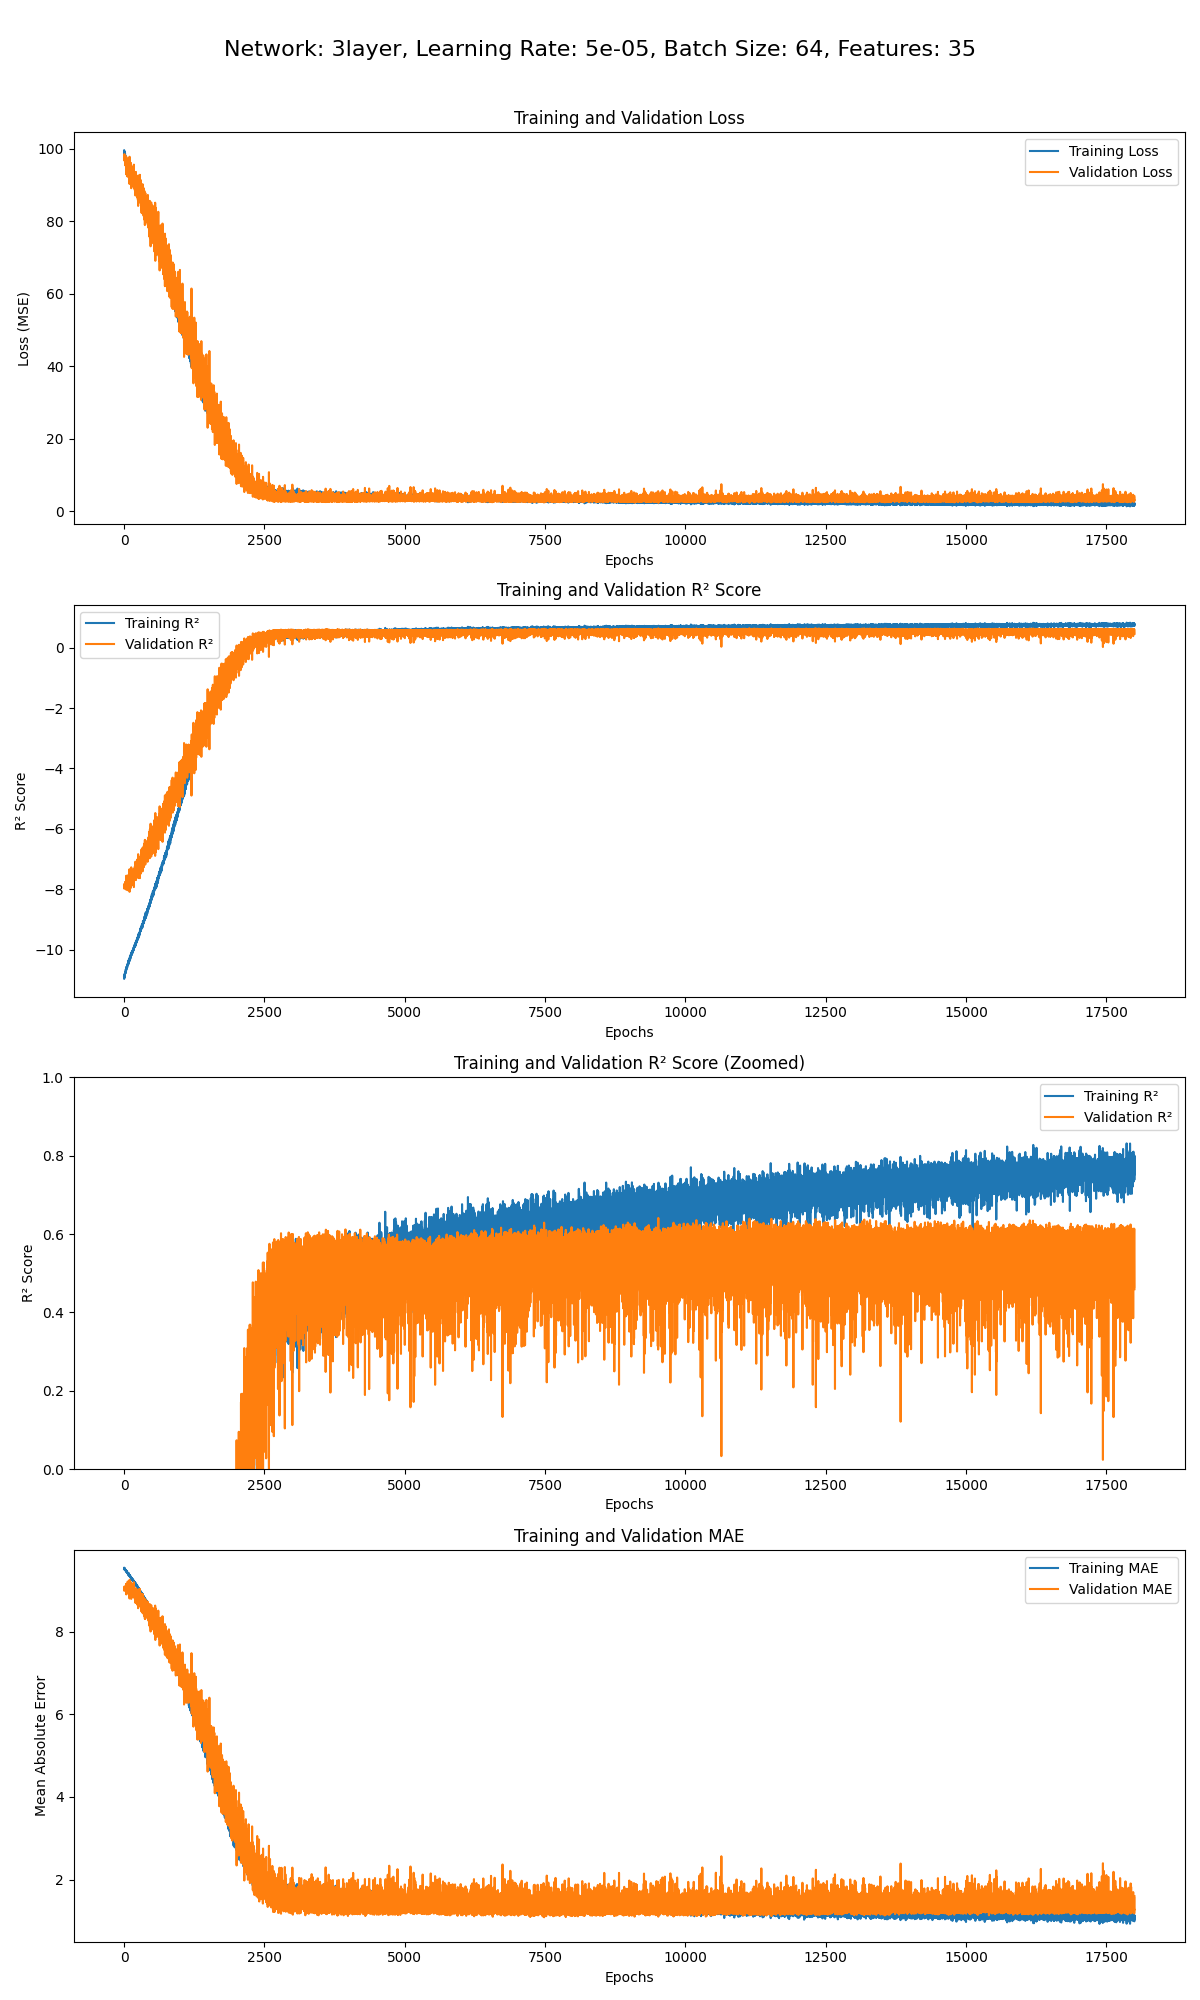 Network: 3layer, Learning Rate: 5e-05, Batch Size: 64, Features: 35
Training and Validation Loss
100
80
60
40
20
0
Loss (MSE)
Training Loss
Validation Loss
0 2500 5000 7500 10000 12500 15000 17500
Epochs
Training and Validation R² Score
0
−2
−4
−6
−8
−10
R² Score
Training R²
Validation R²
0 2500 5000 7500 10000 12500 15000 17500
Epochs
Training and Validation R² Score (Zoomed)
1.0
0.8
0.6
0.4
0.2
0.0
R² Score
Training R²
Validation R²
0 2500 5000 7500 10000 12500 15000 17500
Epochs
Training and Validation MAE
8
6
4
2
Mean Absolute Error
Training MAE
Validation MAE
0 2500 5000 7500 10000 12500 15000 17500
Epochs